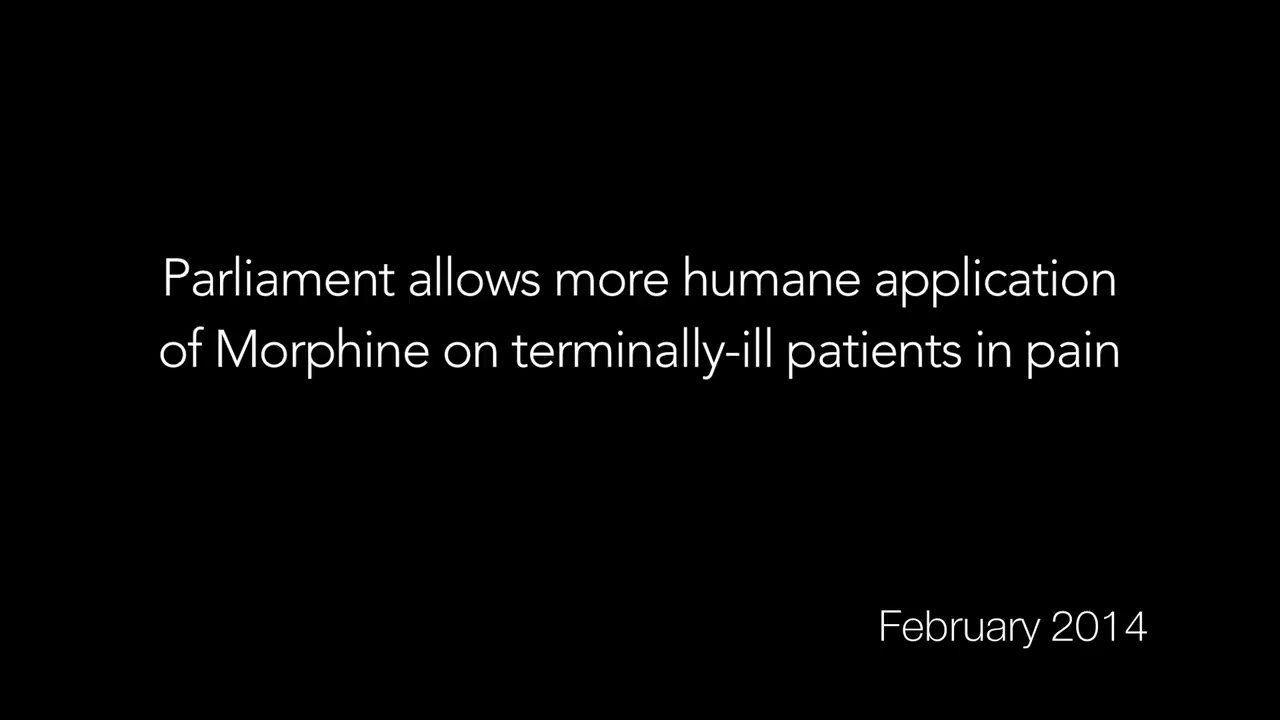 Parliament allows more humane application
of Morphine on terminally-ill patients in pain
February 2014